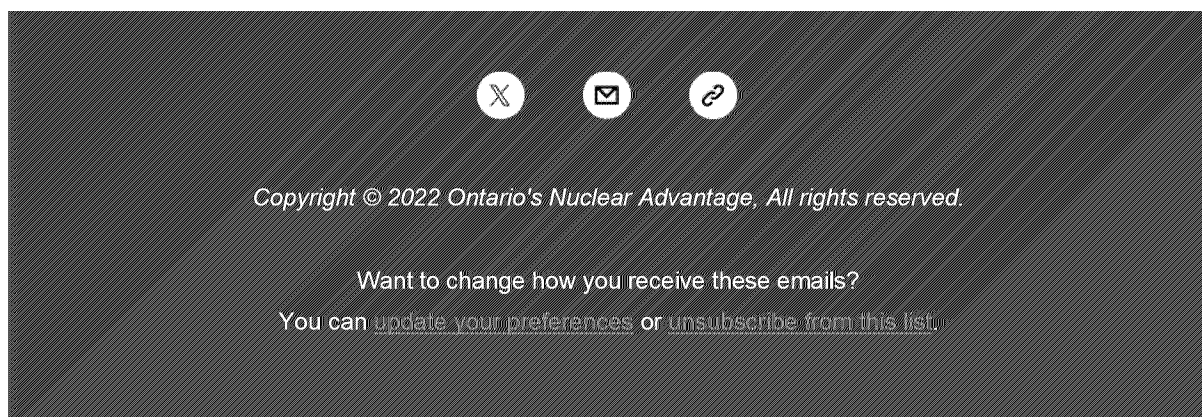 Copyright © 2022 Ontario's Nuclear Advantage, All rights reserved.
Want to change how you receive these emails?
You can update your preferences or unsubscribe from this list.